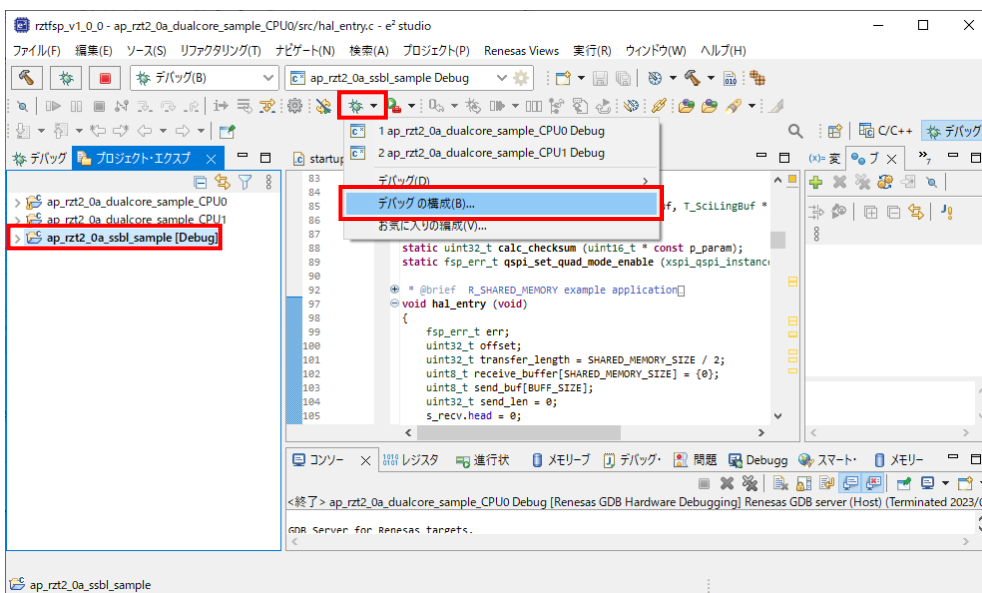 rztfsp_v1_0_0 - ap_rzt2_0a_dualcore_sample_CPU0/src/hal_entry.c - e² studio
ファイル(F) 編集(E) ソース(S) リファクタリング(T) ナビゲート(N) 検索(A) プロジェクト(P) Renesas Views 実行(R) ウィンドウ(W) ヘルプ(H)
デバッグ(B) ap_rzt2_0a_ssbl_sample Debug
1 ap_rzt2_0a_dualcore_sample_CPU0 Debug
2 ap_rzt2_0a_dualcore_sample_CPU1 Debug
デバッグ(D)
デバッグ の構成(B)...
お気に入りの構成(V)...
C/C++ デバッグ
デバッグ プロジェクト・エクスプ
startup
(x)= 変 ブ 7
ap_rzt2_0a_dualcore_sample_CPU0
ap_rzt2_0a_dualcore_sample_CPU1
ap_rzt2_0a_ssbl_sample [Debug]
83
84
85 uf, T_SciLingBuf *
86
87
88 static uint32_t calc_checksum (uint16_t * const p_param);
89 static fsp_err_t qspi_set_quad_mode_enable (xspi_qspi_instance
90
92 * @brief R_SHARED_MEMORY example application
97 void hal_entry (void)
98 {
99 fsp_err_t err;
100 uint32_t offset;
101 uint32_t transfer_length = SHARED_MEMORY_SIZE / 2;
102 uint8_t receive_buffer[SHARED_MEMORY_SIZE] = {0};
103 uint8_t send_buf[BUFF_SIZE];
104 uint32_t send_len = 0;
105 s_recv.head = 0;
コンソー レジスタ 進行状 メモリーブ デバッグ・ 問題 Debugg スマート・ メモリー
<終了> ap_rzt2_0a_dualcore_sample_CPU0 Debug [Renesas GDB Hardware Debugging] Renesas GDB server (Host) (Terminated 2023/
GDB Server for Renesas targets.
ap_rzt2_0a_ssbl_sample